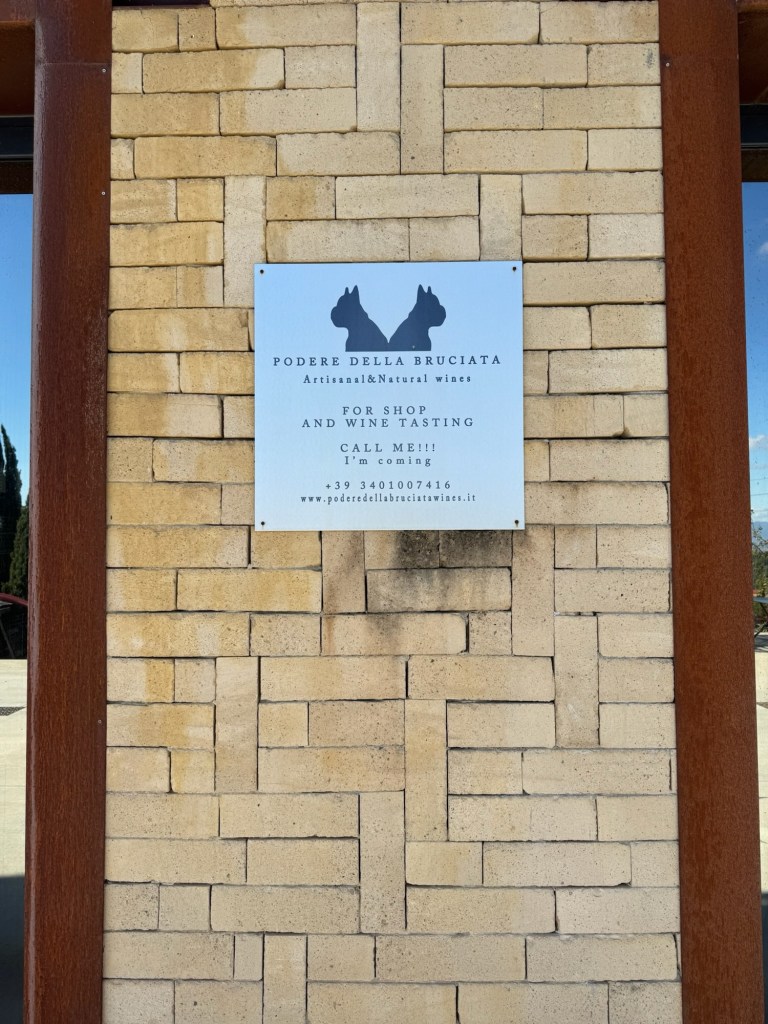 PODERE DELLA BRUCIATA
Artisanal&Natural wines
FOR SHOP
AND WINE TASTING
CALL ME!!!
I'm coming
+39 3401007416
www.poderedellabruciatawines.it